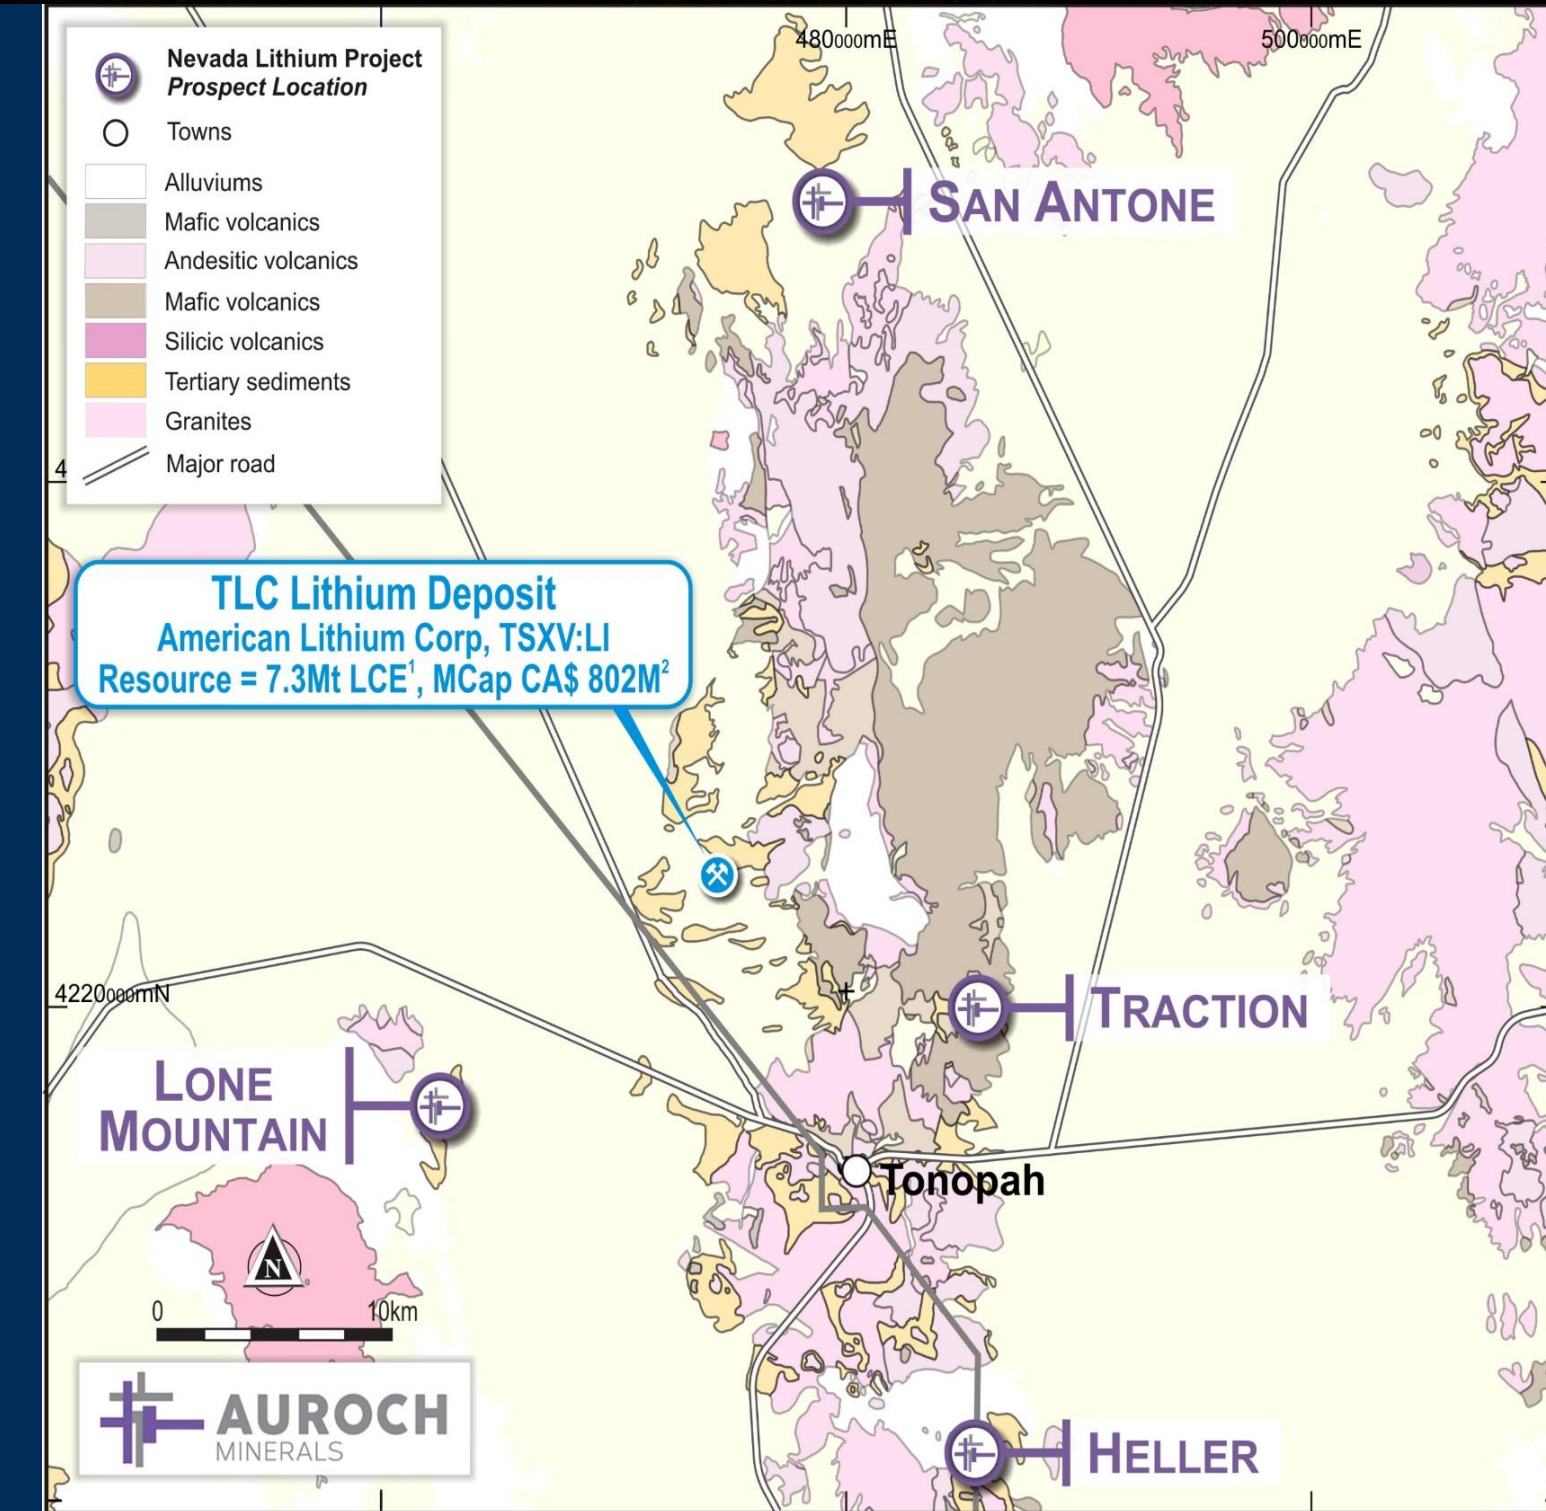 480000mE
500000mE
Nevada Lithium Project
Prospect Location
Towns
Alluviums
Mafic volcanics
Andesitic volcanics
Mafic volcanics
Silicic volcanics
Tertiary sediments
Granites
Major road
4
SAN ANTONE
TLC Lithium Deposit
American Lithium Corp, TSXV:LI
Resource = 7.3Mt LCE¹, MCap CA$ 802M²
4220000mN
TRACTION
LONE
MOUNTAIN
Tonopah
N
0 10km
AUROCH
MINERALS
HELLER